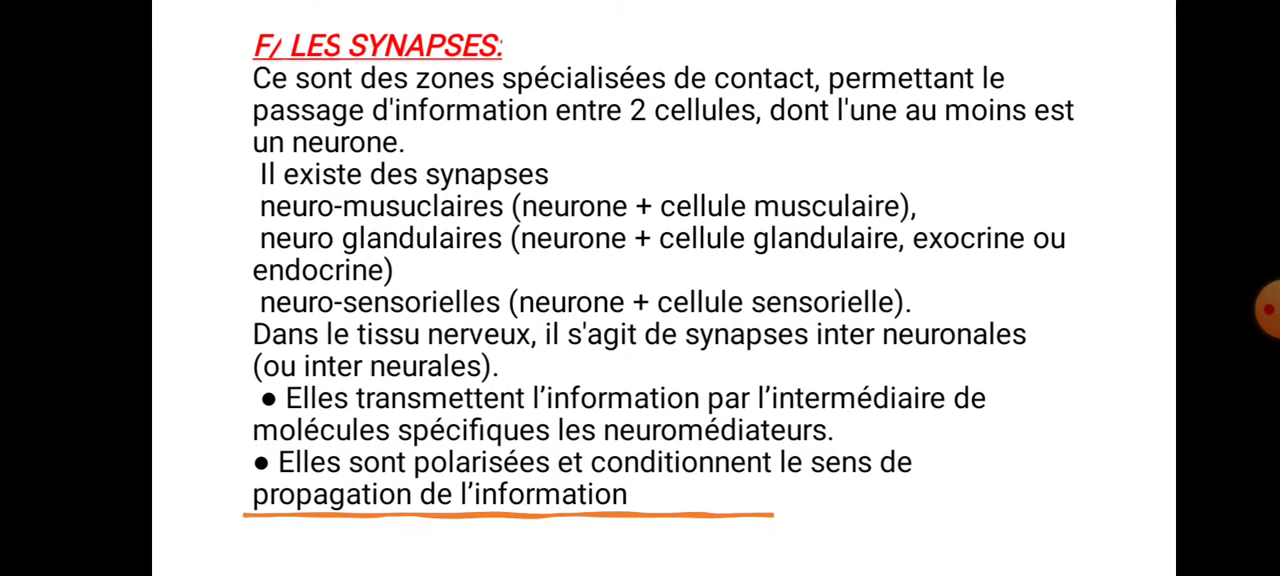 F/ LES SYNAPSES:
Ce sont des zones spécialisées de contact, permettant le
passage d'information entre 2 cellules, dont l'une au moins est
un neurone.
Il existe des synapses
neuro-musuclaires (neurone + cellule musculaire),
neuro glandulaires (neurone + cellule glandulaire, exocrine ou
endocrine)
neuro-sensorielles (neurone + cellule sensorielle).
Dans le tissu nerveux, il s'agit de synapses inter neuronales
(ou inter neurales).
● Elles transmettent l’information par l’intermédiaire de
molécules spécifiques les neuromédiateurs.
● Elles sont polarisées et conditionnent le sens de
propagation de l’information